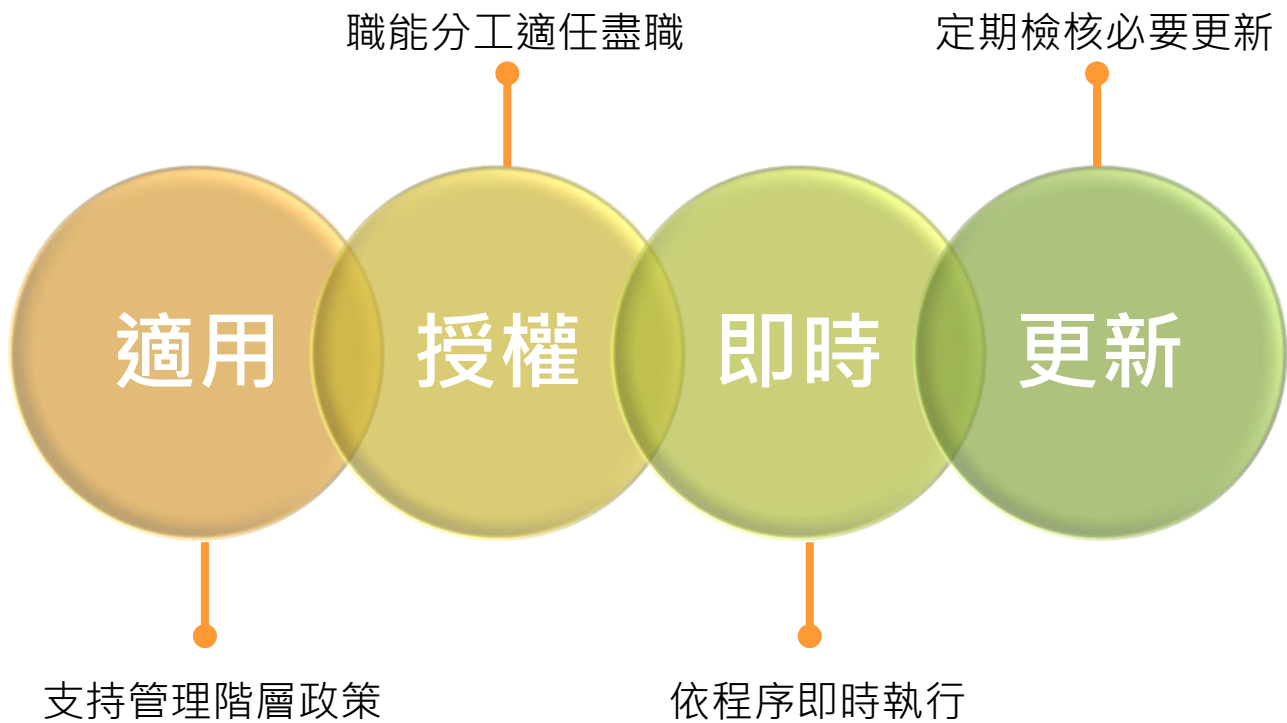 職能分工適任盡職
定期檢核必要更新
適用
授權
即時
更新
支持管理階層政策
依程序即時執行